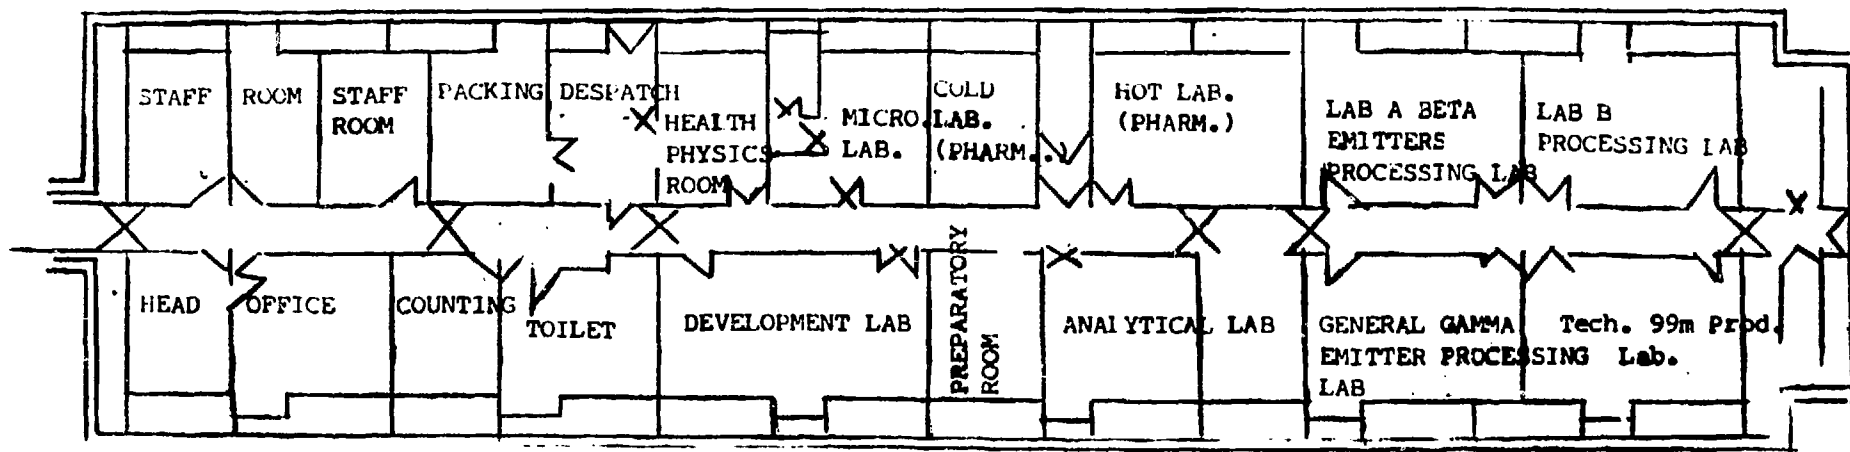 STAFF ROOM
STAFF
ROOM
PACKING DESPATCH
HEALTH
PHYSICS
ROOM
MICRO.
LAB.
COLD
LAB.
(PHARM..)
HOT LAB.
(PHARM.)
LAB A BETA
EMITTERS
PROCESSING LAB
LAB B
PROCESSING LAB
HEAD OFFICE
COUNTING
TOILET
DEVELOPMENT LAB
PREPARATORY
ROOM
ANALYTICAL LAB
GENERAL GAMMA
EMITTER PROCESSING
LAB
Tech. 99m Prod.
Lab.